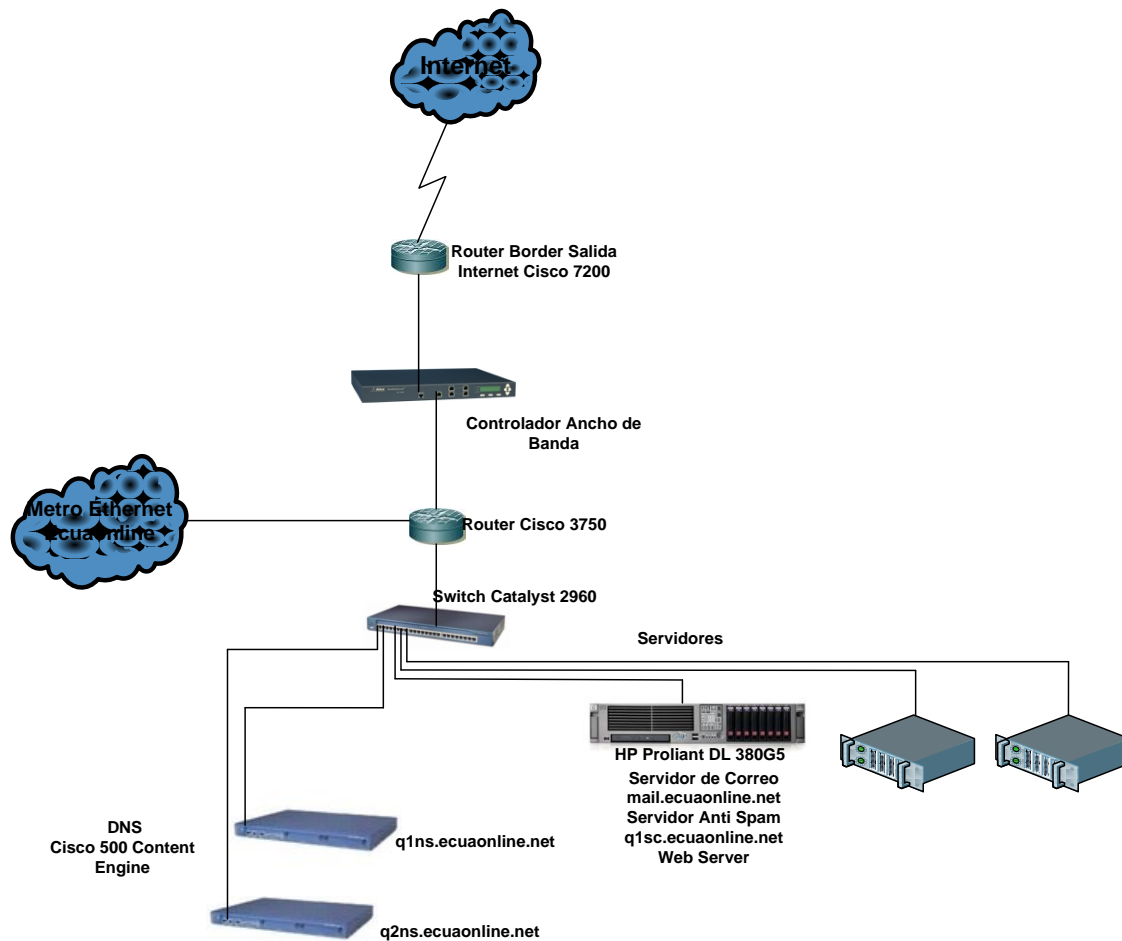 Internet
Router Border Salida
Internet Cisco 7200
Controlador Ancho de
Banda
Metro Ethernet
Ecuaonline
Router Cisco 3750
Switch Catalyst 2960
Servidores
HP Proliant DL 380G5
Servidor de Correo
mail.ecuaonline.net
Servidor Anti Spam
q1sc.ecuaonline.net
Web Server
DNS
Cisco 500 Content
Engine
q1ns.ecuaonline.net
q2ns.ecuaonline.net